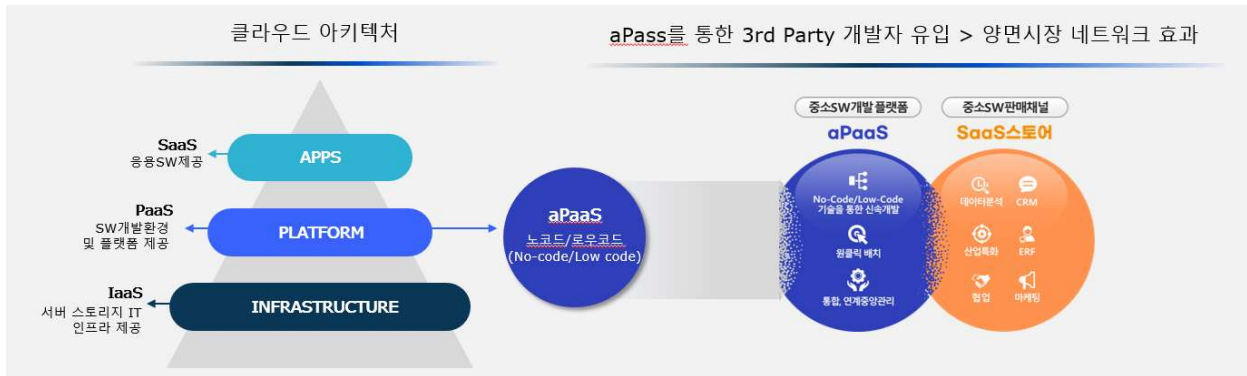 클라우드 아키텍처
aPass를 통한 3rd Party 개발자 유입 > 양면시장 네트워크 효과
SaaS
응용SW제공
APPS
PaaS
SW개발환경
및 플랫폼 제공
PLATFORM
IaaS
서버 스토리지 IT
인프라 제공
INFRASTRUCTURE
aPaaS
노코드/로우코드
(No-code/Low code)
중소SW개발 플랫폼
aPaaS
No-Code/Low-Code
기술을 통한 신속개발
원클릭 배치
통합, 연계중앙관리
중소SW판매채널
SaaS스토어
데이터분석 CRM
산업특화 ERF
협업 마케팅